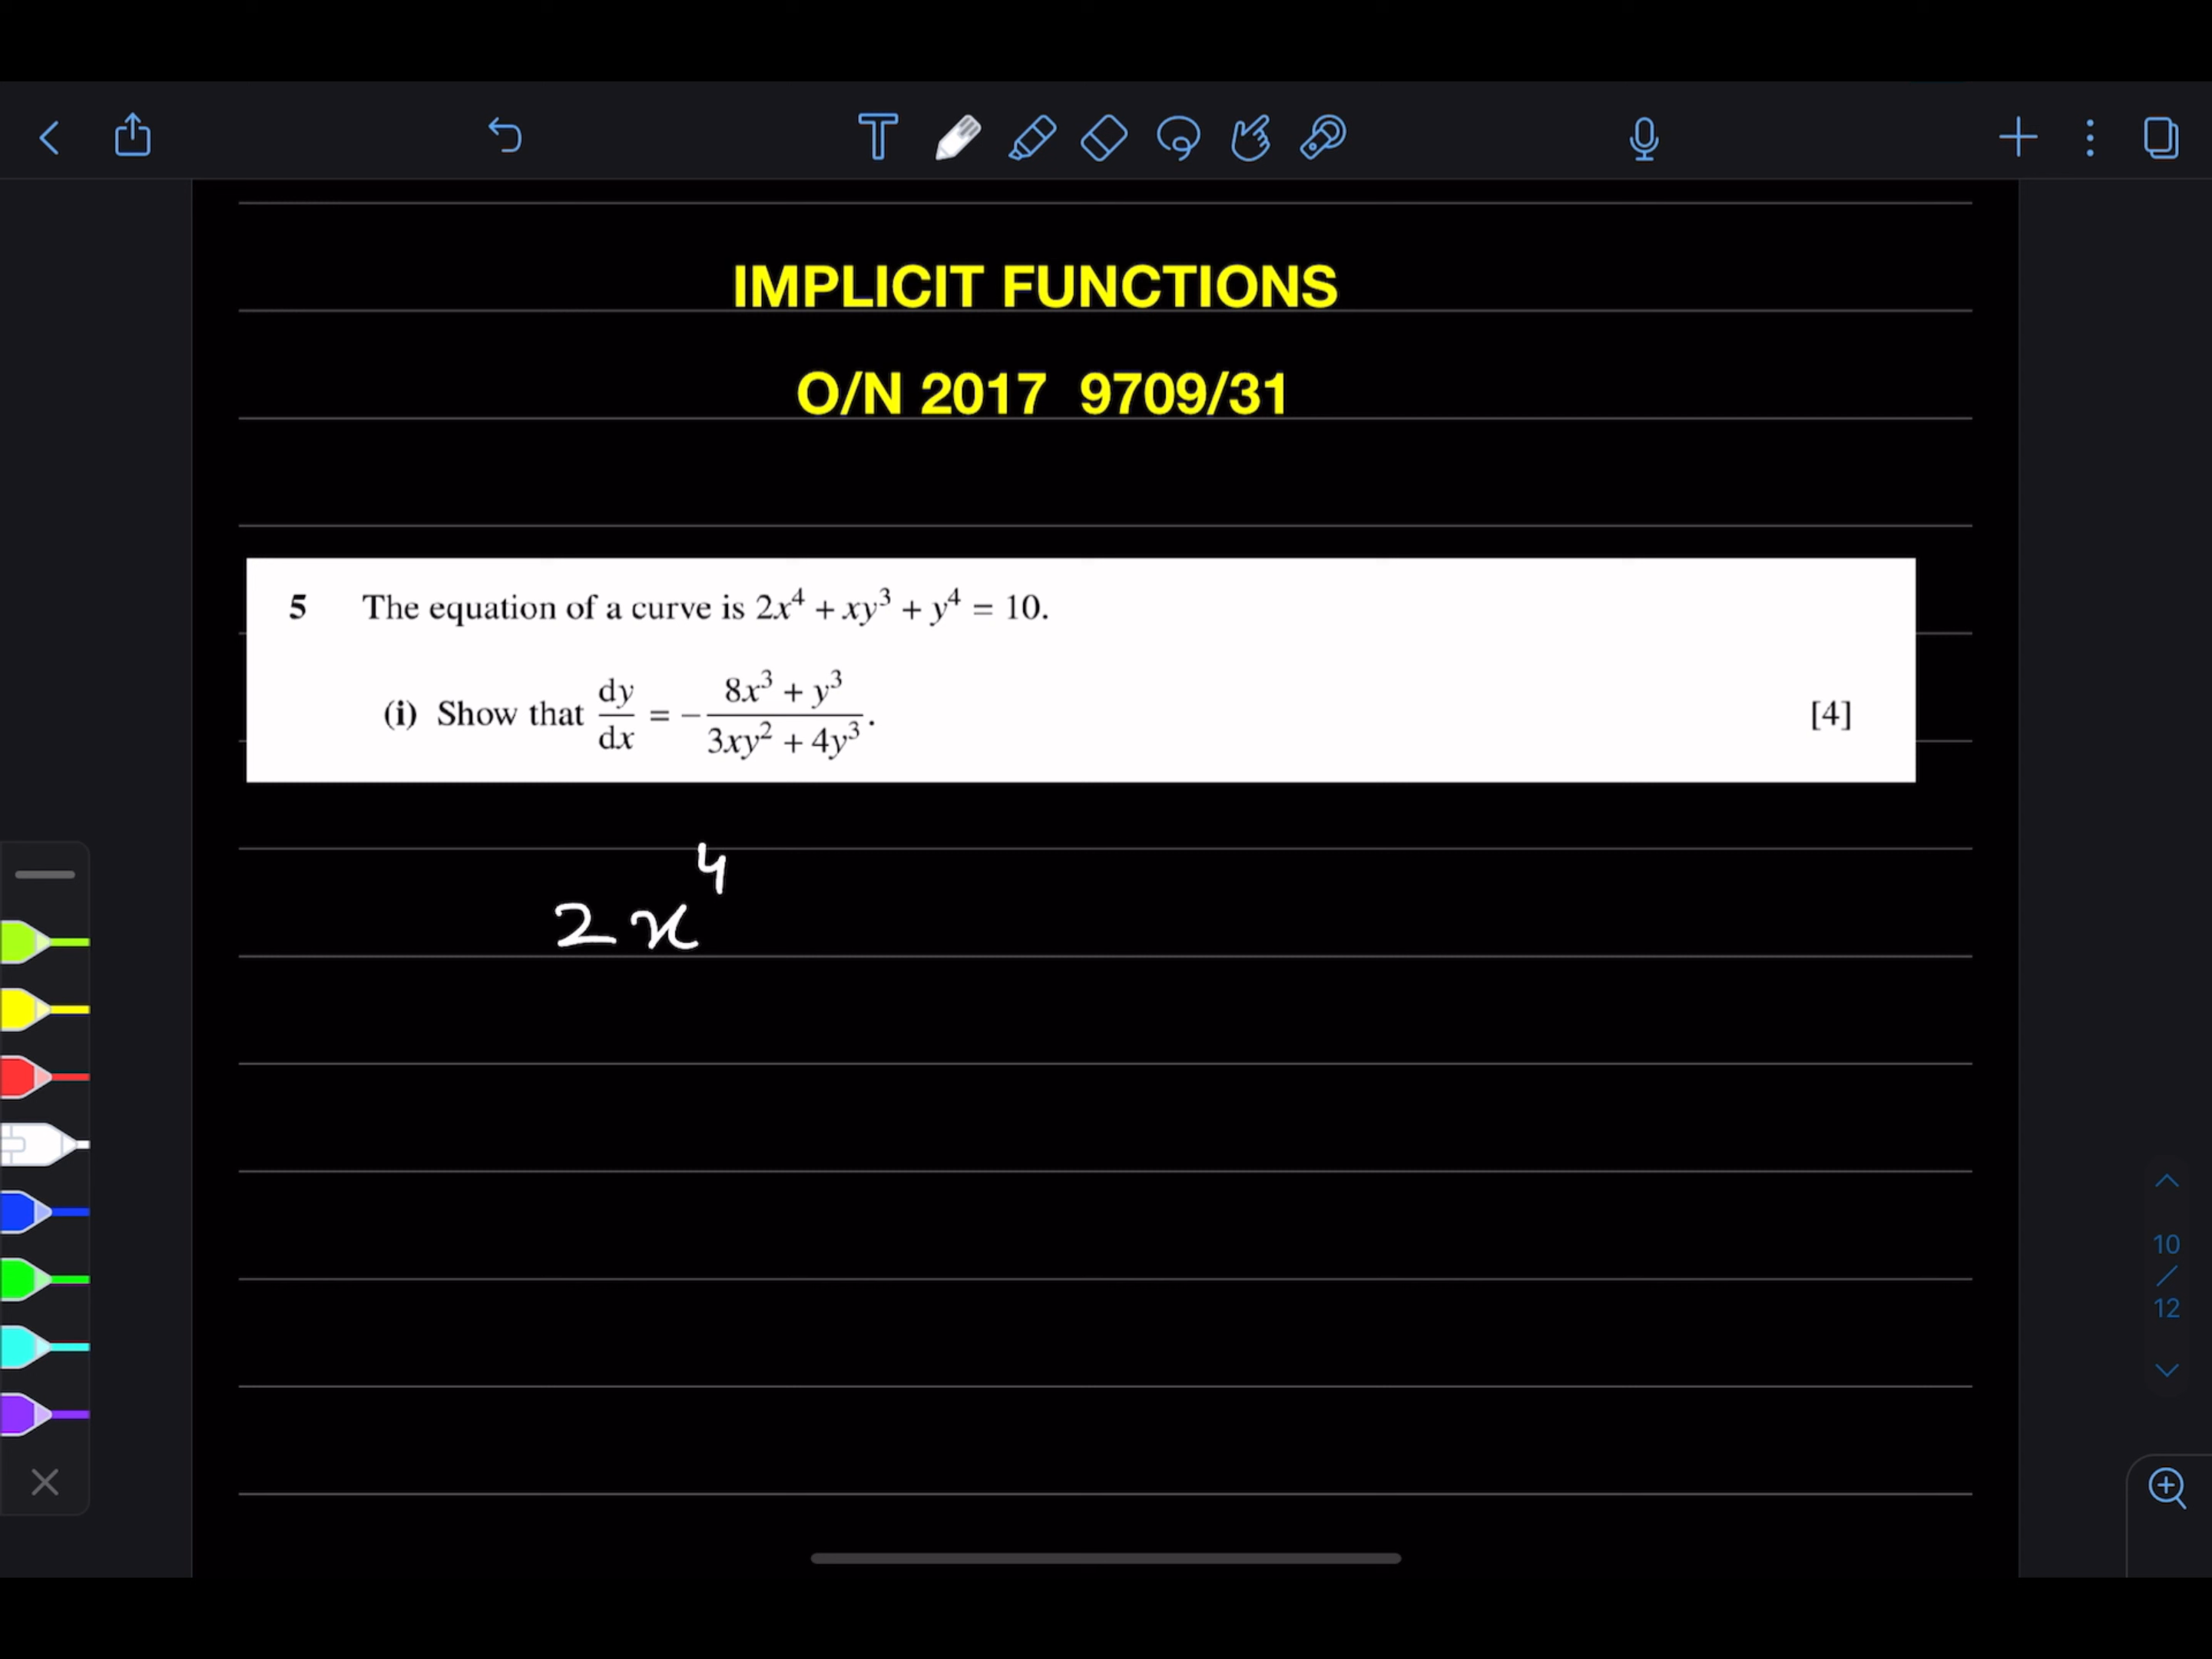 IMPLICIT FUNCTIONS
O/N 2017 9709/31
5 The equation of a curve is 2x⁴ + xy³ + y⁴ = 10.
(i) Show that dy/dx = −(8x³ + y³)/(3xy² + 4y³). [4]
2x⁴
10
/
12